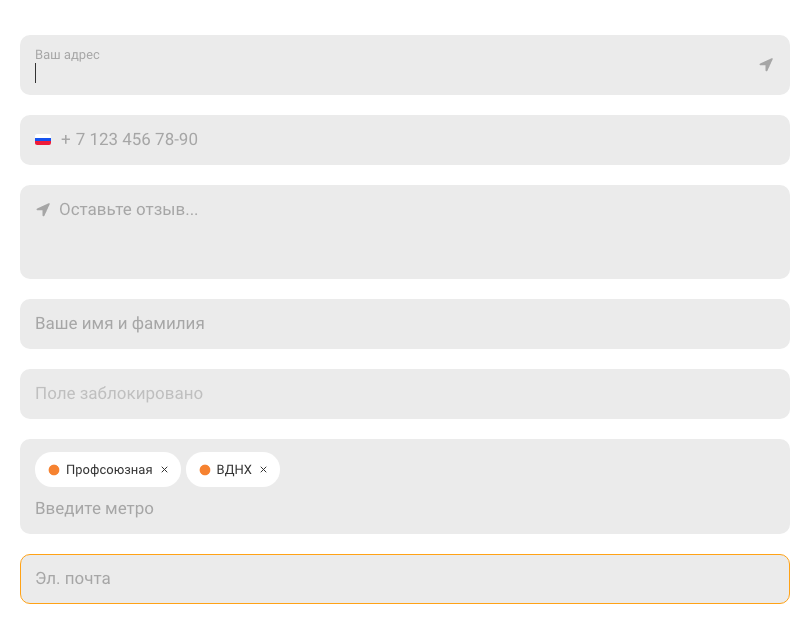 Ваш адрес
+ 7 123 456 78-90
Оставьте отзыв...
Ваше имя и фамилия
Поле заблокировано
Профсоюзная × ВДНХ ×
Введите метро
Эл. почта